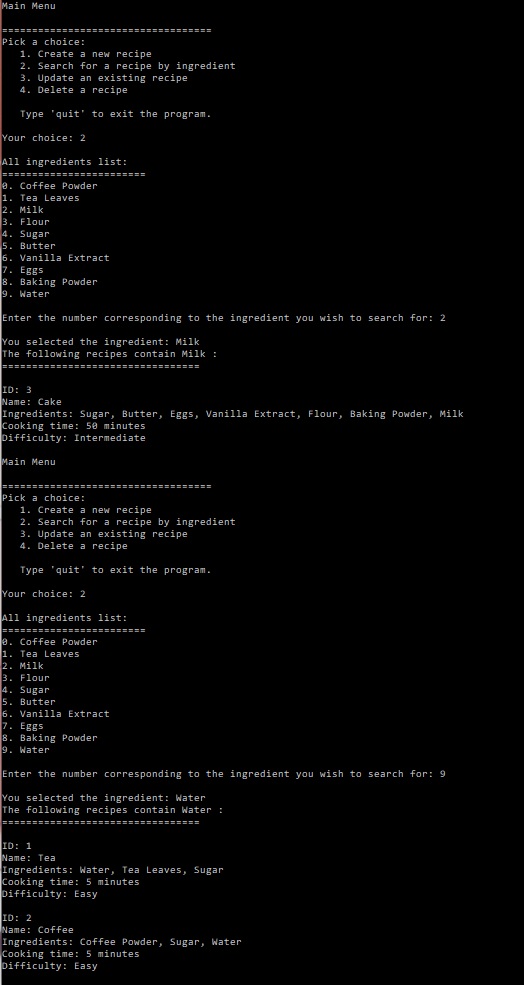 Main Menu
===================================
Pick a choice:
   1. Create a new recipe
   2. Search for a recipe by ingredient
   3. Update an existing recipe
   4. Delete a recipe
   Type 'quit' to exit the program.
Your choice: 2
All ingredients list:
========================
0. Coffee Powder
1. Tea Leaves
2. Milk
3. Flour
4. Sugar
5. Butter
6. Vanilla Extract
7. Eggs
8. Baking Powder
9. Water
Enter the number corresponding to the ingredient you wish to search for: 2
You selected the ingredient: Milk
The following recipes contain Milk :
=================================
ID: 3
Name: Cake
Ingredients: Sugar, Butter, Eggs, Vanilla Extract, Flour, Baking Powder, Milk
Cooking time: 50 minutes
Difficulty: Intermediate
Main Menu
===================================
Pick a choice:
   1. Create a new recipe
   2. Search for a recipe by ingredient
   3. Update an existing recipe
   4. Delete a recipe
   Type 'quit' to exit the program.
Your choice: 2
All ingredients list:
========================
0. Coffee Powder
1. Tea Leaves
2. Milk
3. Flour
4. Sugar
5. Butter
6. Vanilla Extract
7. Eggs
8. Baking Powder
9. Water
Enter the number corresponding to the ingredient you wish to search for: 9
You selected the ingredient: Water
The following recipes contain Water :
=================================
ID: 1
Name: Tea
Ingredients: Water, Tea Leaves, Sugar
Cooking time: 5 minutes
Difficulty: Easy
ID: 2
Name: Coffee
Ingredients: Coffee Powder, Sugar, Water
Cooking time: 5 minutes
Difficulty: Easy